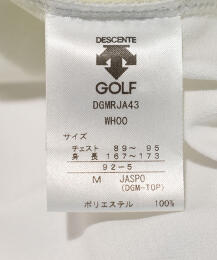 DESCENTE
GOLF
DGMRJA43
WH00
サイズ
チェスト 89~ 95
身 長 167~173
92-5
M JASPO
(DGM-TOP)
ポリエステル 100%